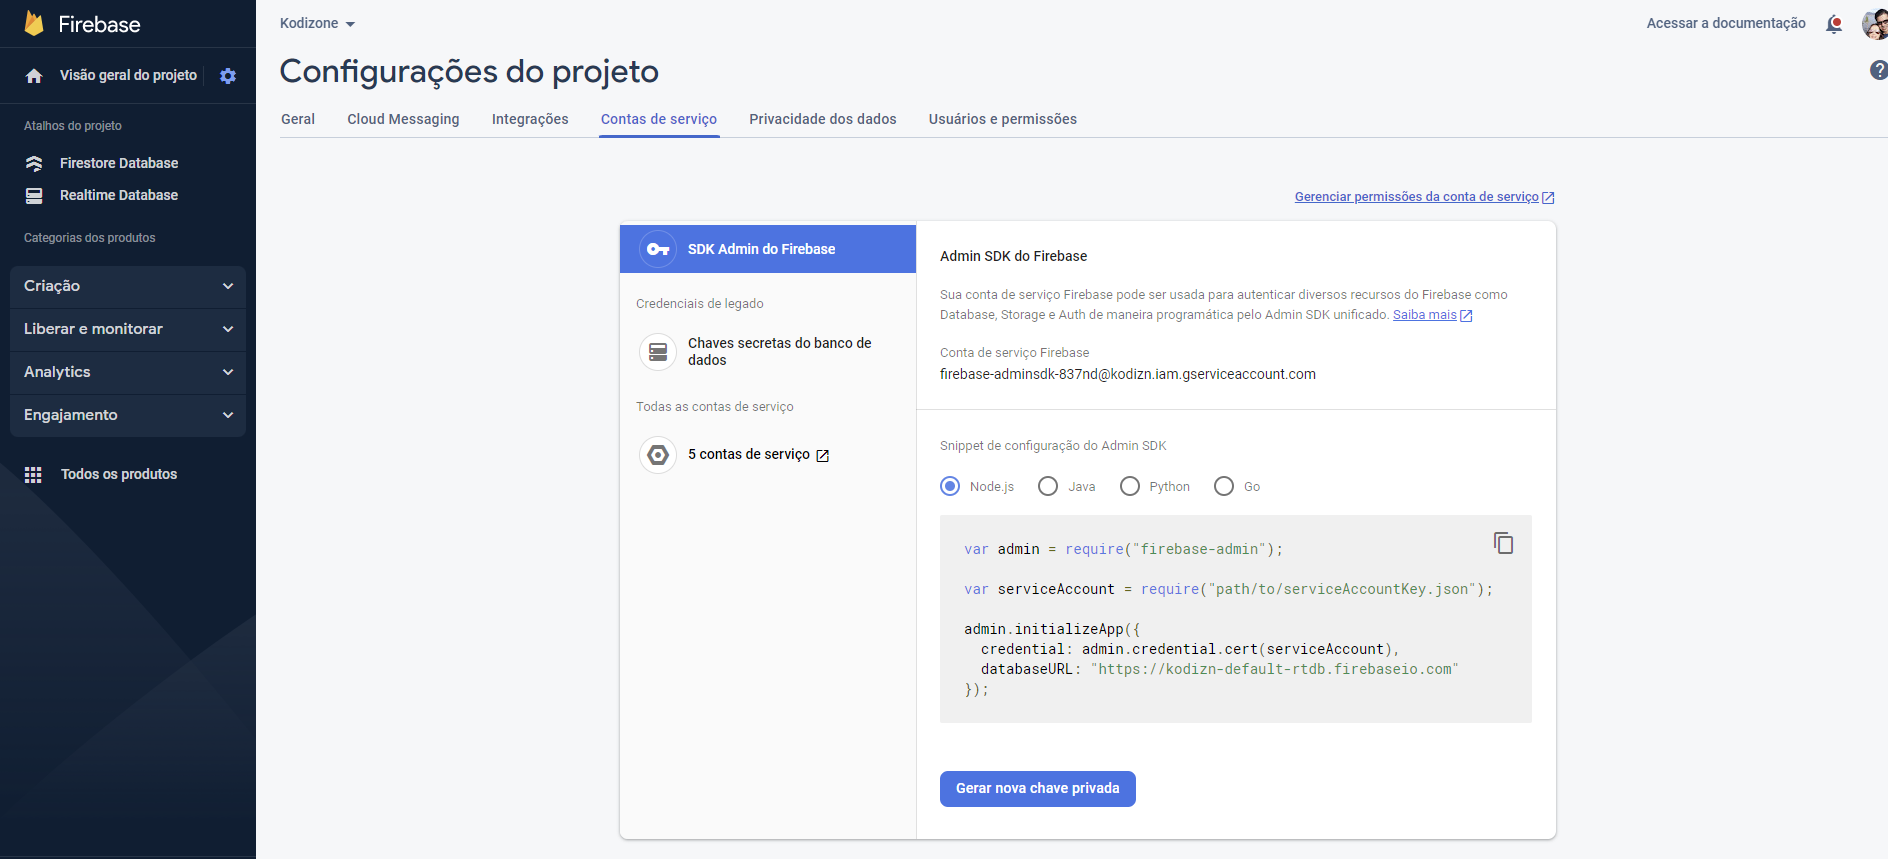 Firebase
Kodizone
Acessar a documentação
Visão geral do projeto
Configurações do projeto
Atalhos do projeto
Geral
Cloud Messaging
Integrações
Contas de serviço
Privacidade dos dados
Usuários e permissões
Firestore Database
Realtime Database
Categorias dos produtos
Criação
Liberar e monitorar
Analytics
Engajamento
Todos os produtos
Gerenciar permissões da conta de serviço
SDK Admin do Firebase
Credenciais de legado
Chaves secretas do banco de
dados
Todas as contas de serviço
5 contas de serviço
Admin SDK do Firebase
Sua conta de serviço Firebase pode ser usada para autenticar diversos recursos do Firebase como
Database, Storage e Auth de maneira programática pelo Admin SDK unificado. Saiba mais
Conta de serviço Firebase
firebase-adminsdk-837nd@kodizn.iam.gserviceaccount.com
Snippet de configuração do Admin SDK
Node.js
Java
Python
Go
var admin = require("firebase-admin");
var serviceAccount = require("path/to/serviceAccountKey.json");
admin.initializeApp({
  credential: admin.credential.cert(serviceAccount),
  databaseURL: "https://kodizn-default-rtdb.firebaseio.com"
});
Gerar nova chave privada